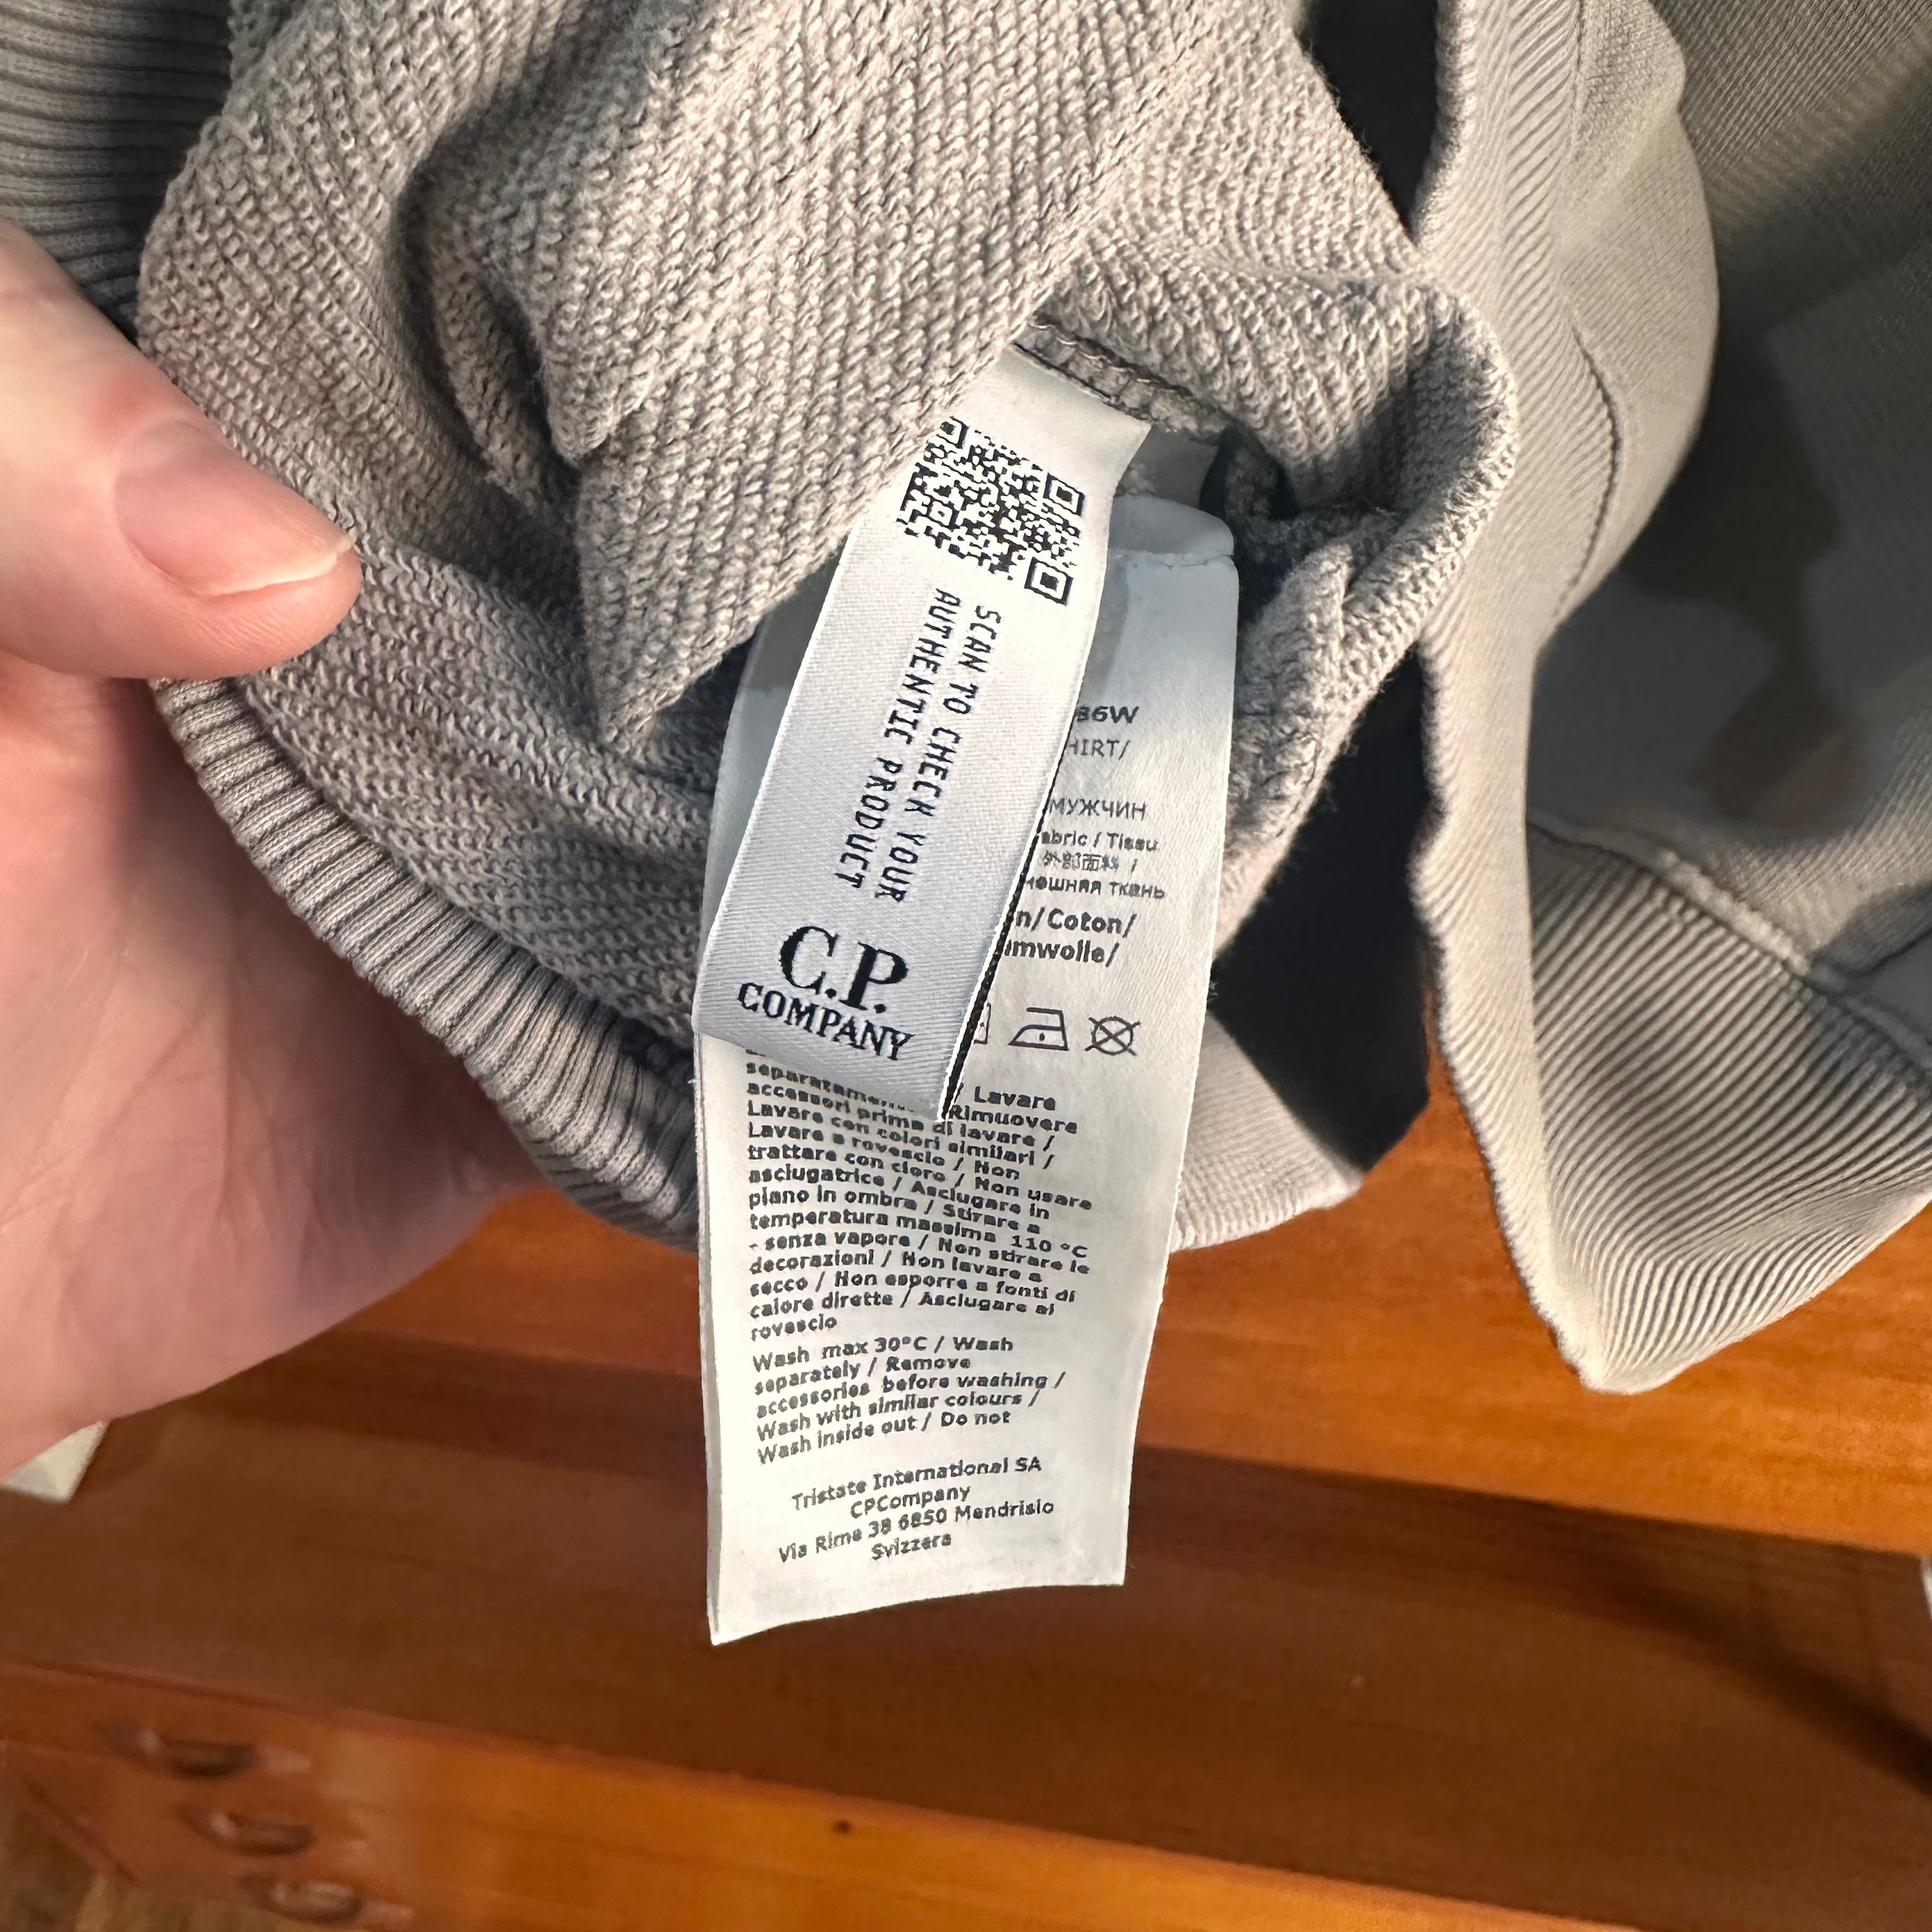 SCAN TO CHECK YOUR
AUTHENTIC PRODUCT
C.P.
COMPANY
86W
HIRT/
МУЖЧИН
abric / Tissu
外部面料 /
ешняя ткань
n/ Coton/
mwolle/
/ Lavare
separatamen Rimuovere
accessori prima di lavare /
Lavare con colori similari /
Lavare a rovescio / Non
trattare con cloro / Non usare
asciugatrice / Asciugare in
piano in ombra / Stirare a
temperatura massima 110 °C
- senza vapore / Non stirare le
decorazioni / Non lavare a
secco / Non esporre a fonti di
calore dirette / Asciugare al
rovescio
Wash max 30°C / Wash
separately / Remove
accessories before washing /
Wash with similar colours /
Wash inside out / Do not
Tristate International SA
CPCompany
Via Rime 38 6850 Mendrisio
Svizzera